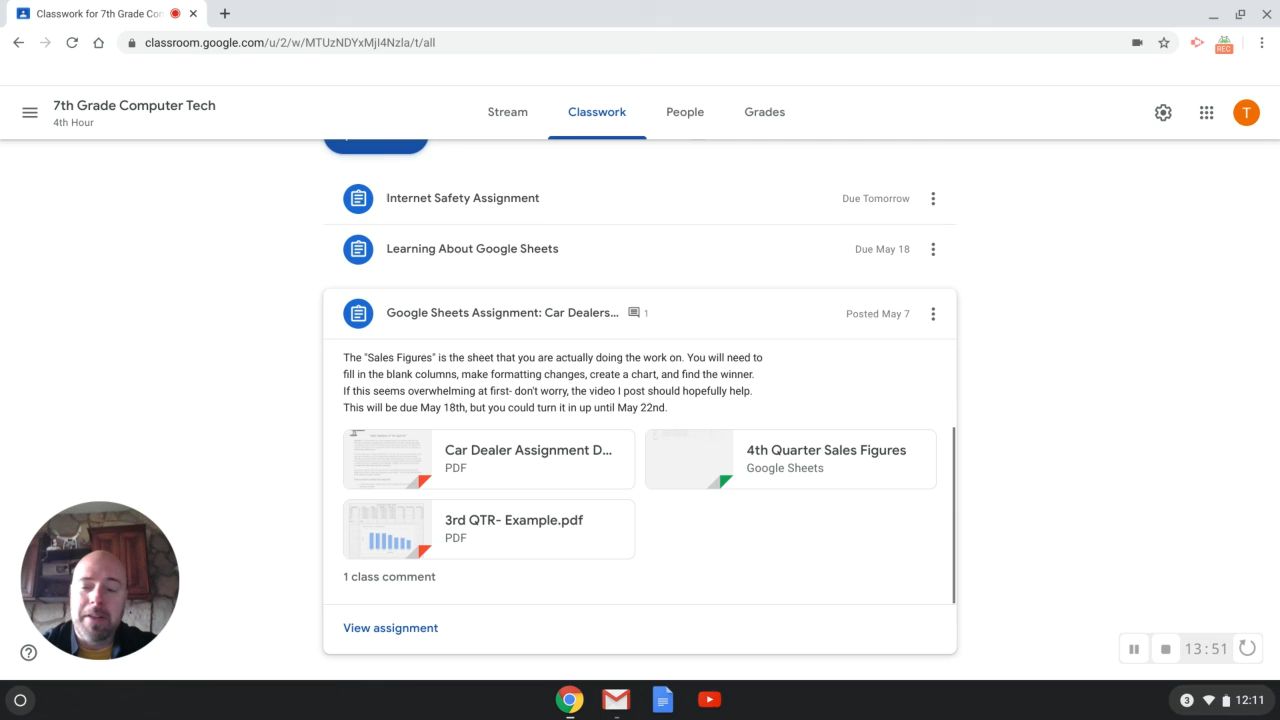 Classwork for 7th Grade Con
classroom.google.com/u/2/w/MTUzNDYxMjI4Nzla/t/all
REC
7th Grade Computer Tech
4th Hour
Stream
Classwork
People
Grades
T
Internet Safety Assignment
Due Tomorrow
Learning About Google Sheets
Due May 18
Google Sheets Assignment: Car Dealers...
1
Posted May 7
The "Sales Figures" is the sheet that you are actually doing the work on. You will need to
fill in the blank columns, make formatting changes, create a chart, and find the winner.
If this seems overwhelming at first- don't worry, the video I post should hopefully help.
This will be due May 18th, but you could turn it in up until May 22nd.
Car Dealer Assignment D...
PDF
4th Quarter Sales Figures
Google Sheets
3rd QTR- Example.pdf
PDF
1 class comment
View assignment
13:51
3
12:11